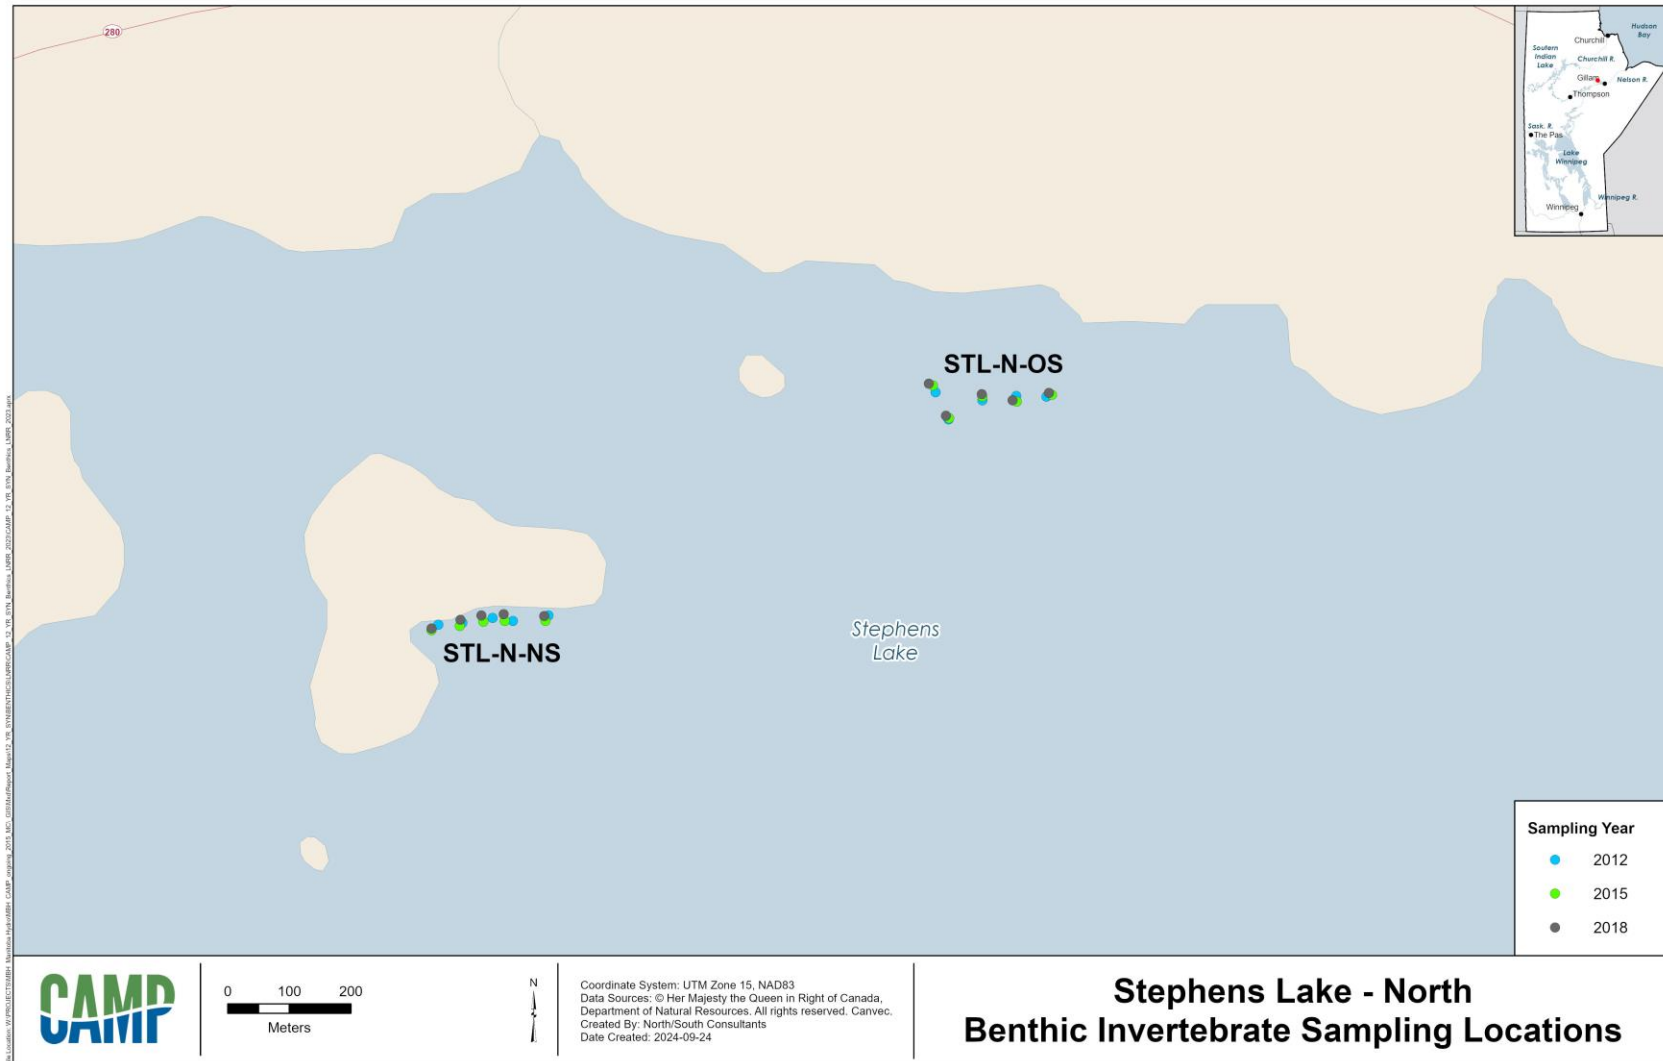 280
Hudson
Bay
Churchill
Soutern
Indian
Lake
Churchill R.
Gillam
Nelson R.
Thompson
Sask. R.
The Pas
Lake
Winnipeg
Winnipeg R.
Winnipeg
STL-N-OS
STL-N-NS
Stephens
Lake
Sampling Year
2012
2015
2018
CAMP
0 100 200
Meters
N
Coordinate System: UTM Zone 15, NAD83
Data Sources: © Her Majesty the Queen in Right of Canada,
Department of Natural Resources. All rights reserved. Canvec.
Created By: North/South Consultants
Date Created: 2024-09-24
Stephens Lake - North
Benthic Invertebrate Sampling Locations